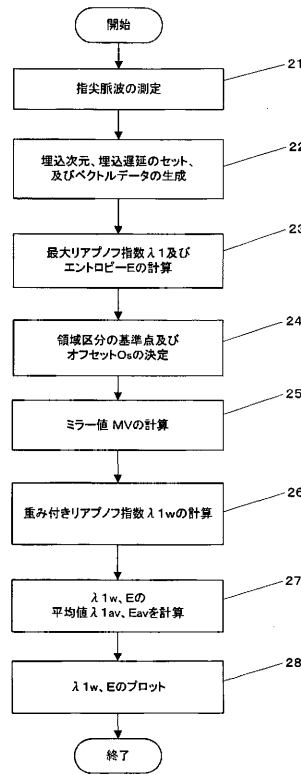 開始
指尖脈波の測定
21
埋込次元、埋込遅延のセット、
及びベクトルデータの生成
22
最大リアプノフ指数λ1及び
エントロピーEの計算
23
領域区分の基準点及び
オフセットOsの決定
24
ミラー値 MVの計算
25
重み付きリアプノフ指数λ1wの計算
26
λ1w、Eの
平均値λ1av、Eavを計算
27
λ1w、Eのプロット
28
終了